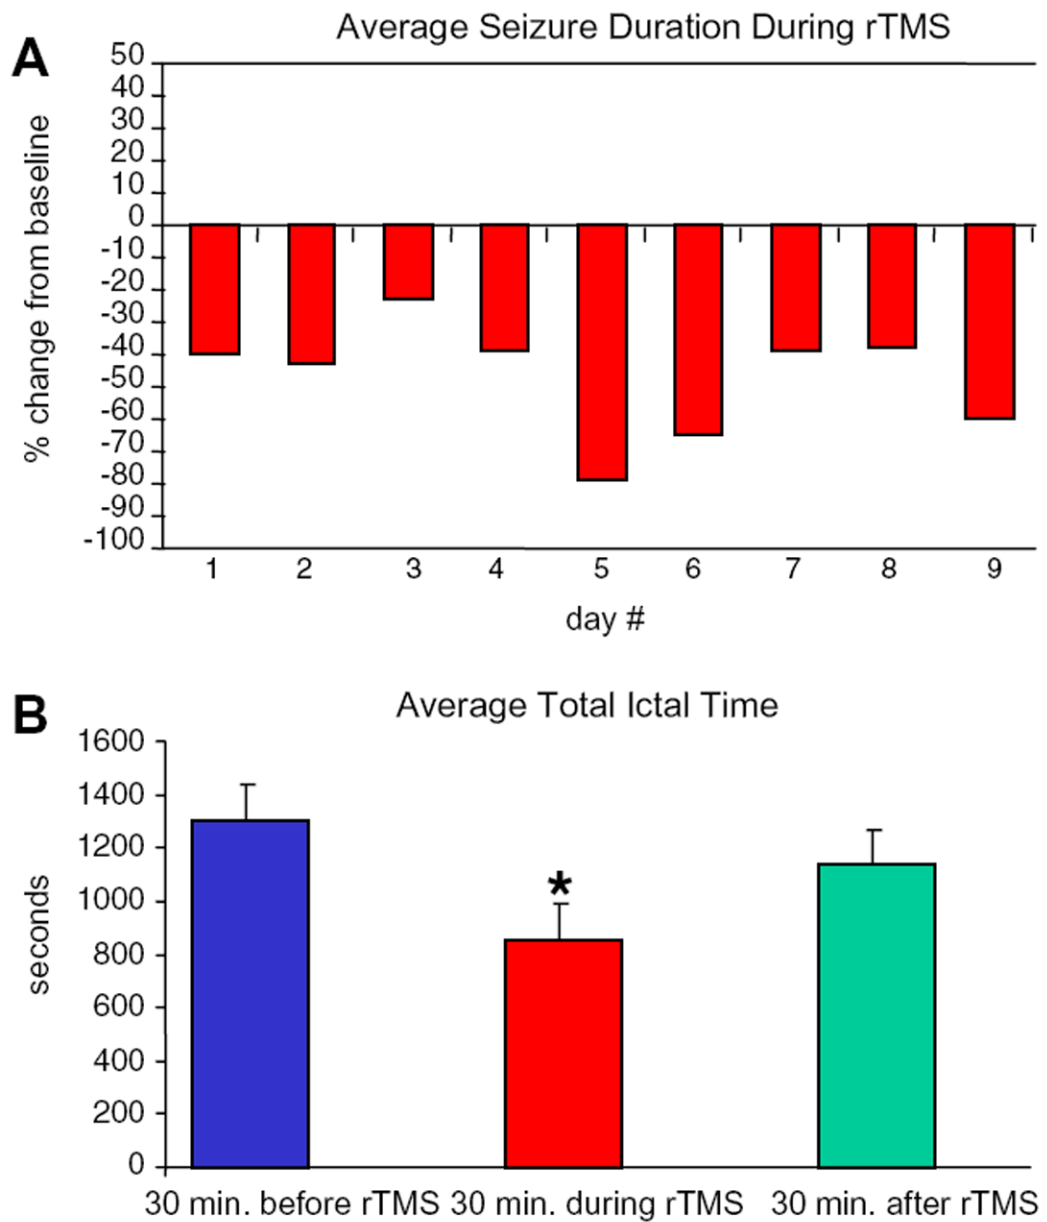 A
Average Seizure Duration During rTMS
50
40
30
20
10
0
-10
-20
-30
-40
-50
-60
-70
-80
-90
-100
% change from baseline
1 2 3 4 5 6 7 8 9
day #
B
Average Total Ictal Time
1600
1400
1200
1000
800
600
400
200
0
seconds
*
30 min. before rTMS 30 min. during rTMS 30 min. after rTMS